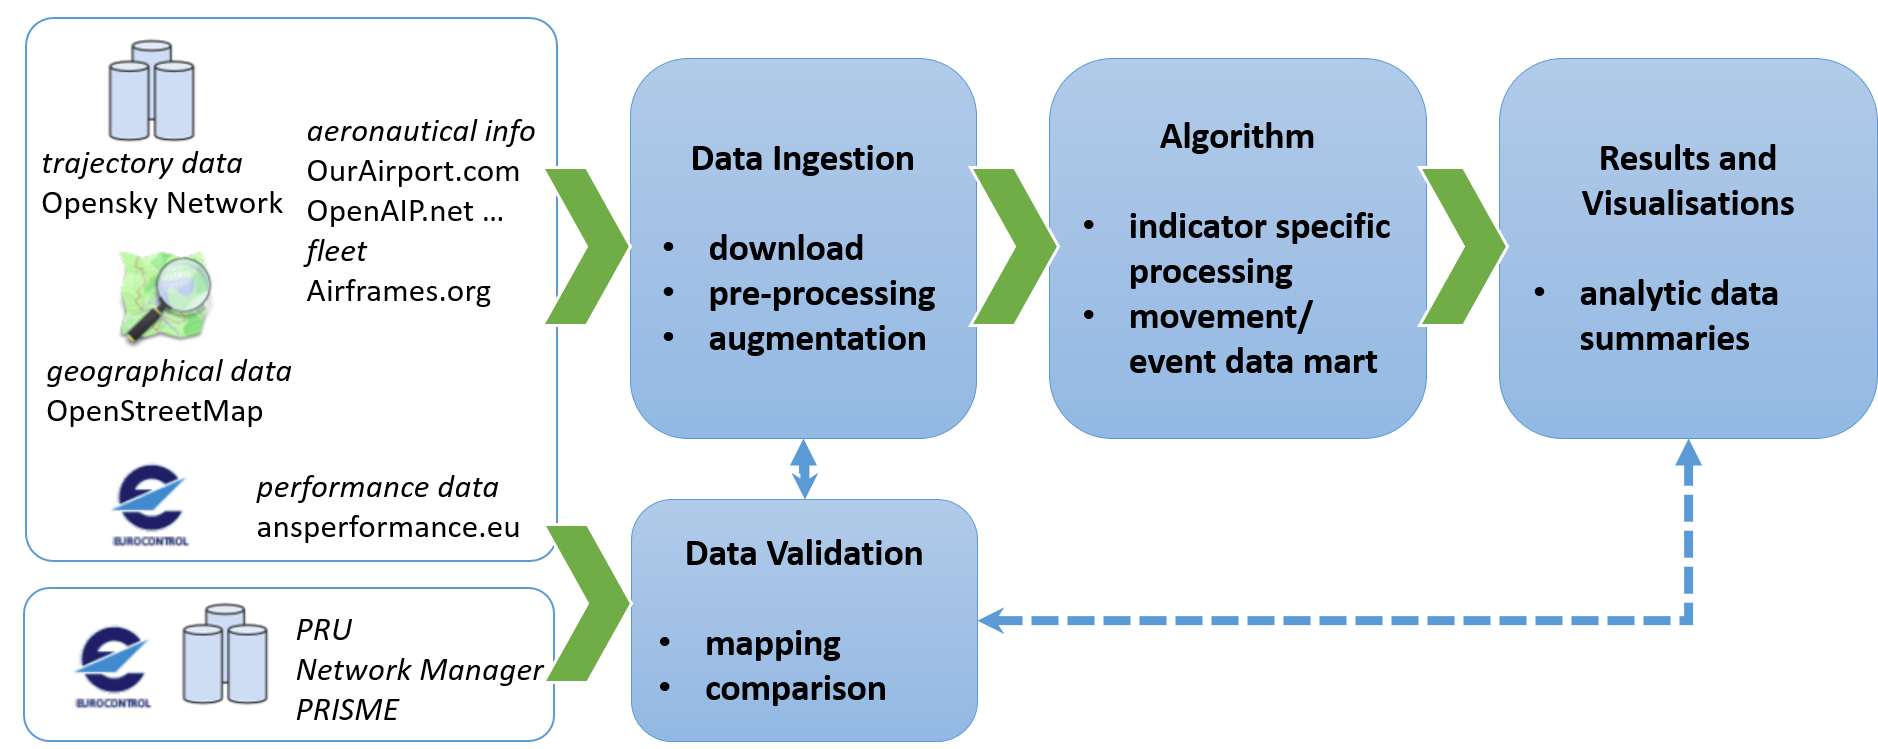 trajectory data
Opensky Network
aeronautical info
OurAirport.com
OpenAIP.net ...
fleet
Airframes.org
geographical data
OpenStreetMap
EUROCONTROL
performance data
ansperformance.eu
EUROCONTROL
PRU
Network Manager
PRISME
Data Ingestion
• download
• pre-processing
• augmentation
Data Validation
• mapping
• comparison
Algorithm
• indicator specific
processing
• movement/
event data mart
Results and
Visualisations
• analytic data
summaries